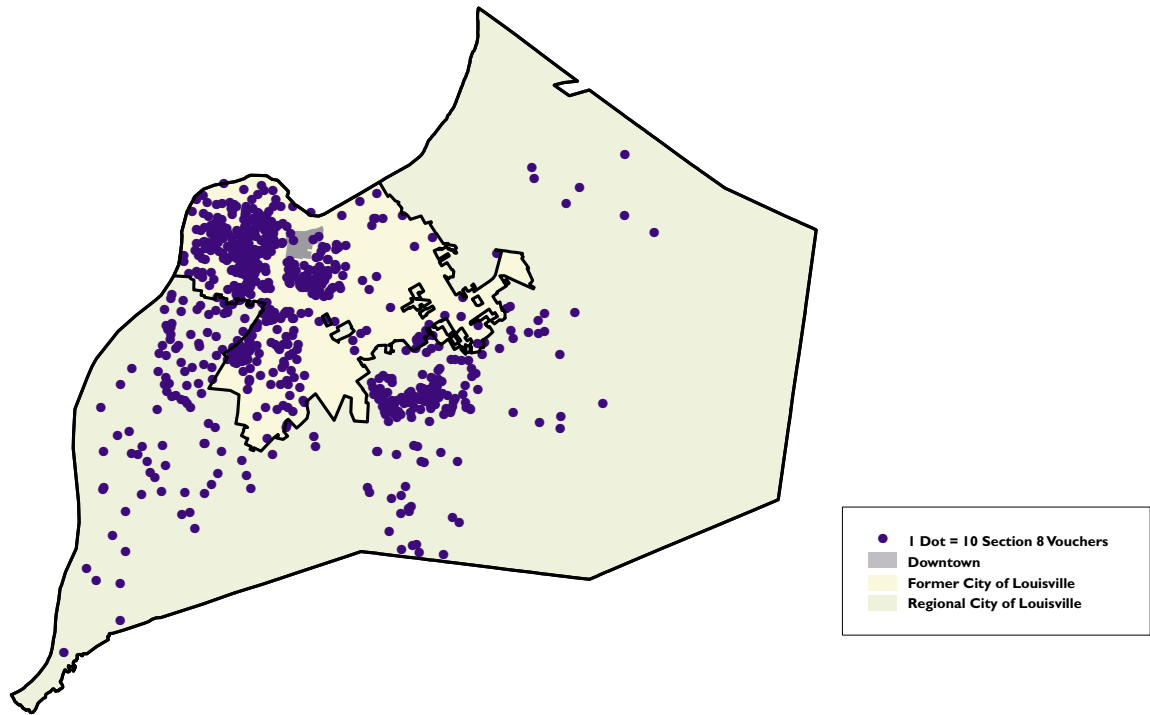 1 Dot = 10 Section 8 Vouchers
Downtown
Former City of Louisville
Regional City of Louisville